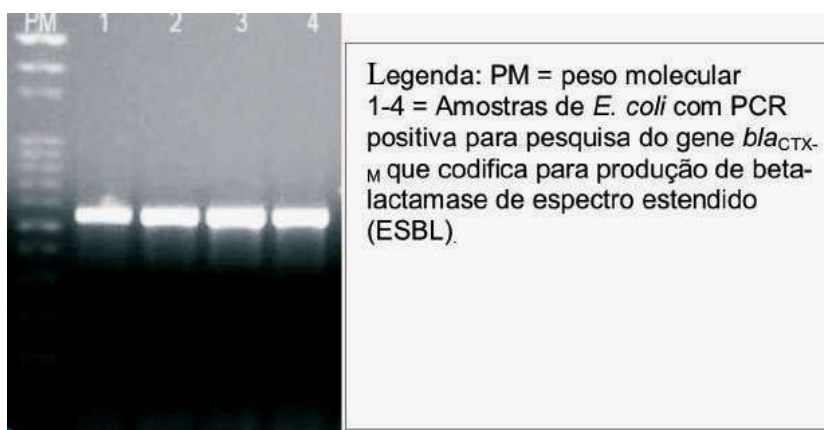 PM 1 2 3 4
Legenda: PM = peso molecular
1-4 = Amostras de E. coli com PCR
positiva para pesquisa do gene blaCTX-
M que codifica para produção de beta-
lactamase de espectro estendido
(ESBL).